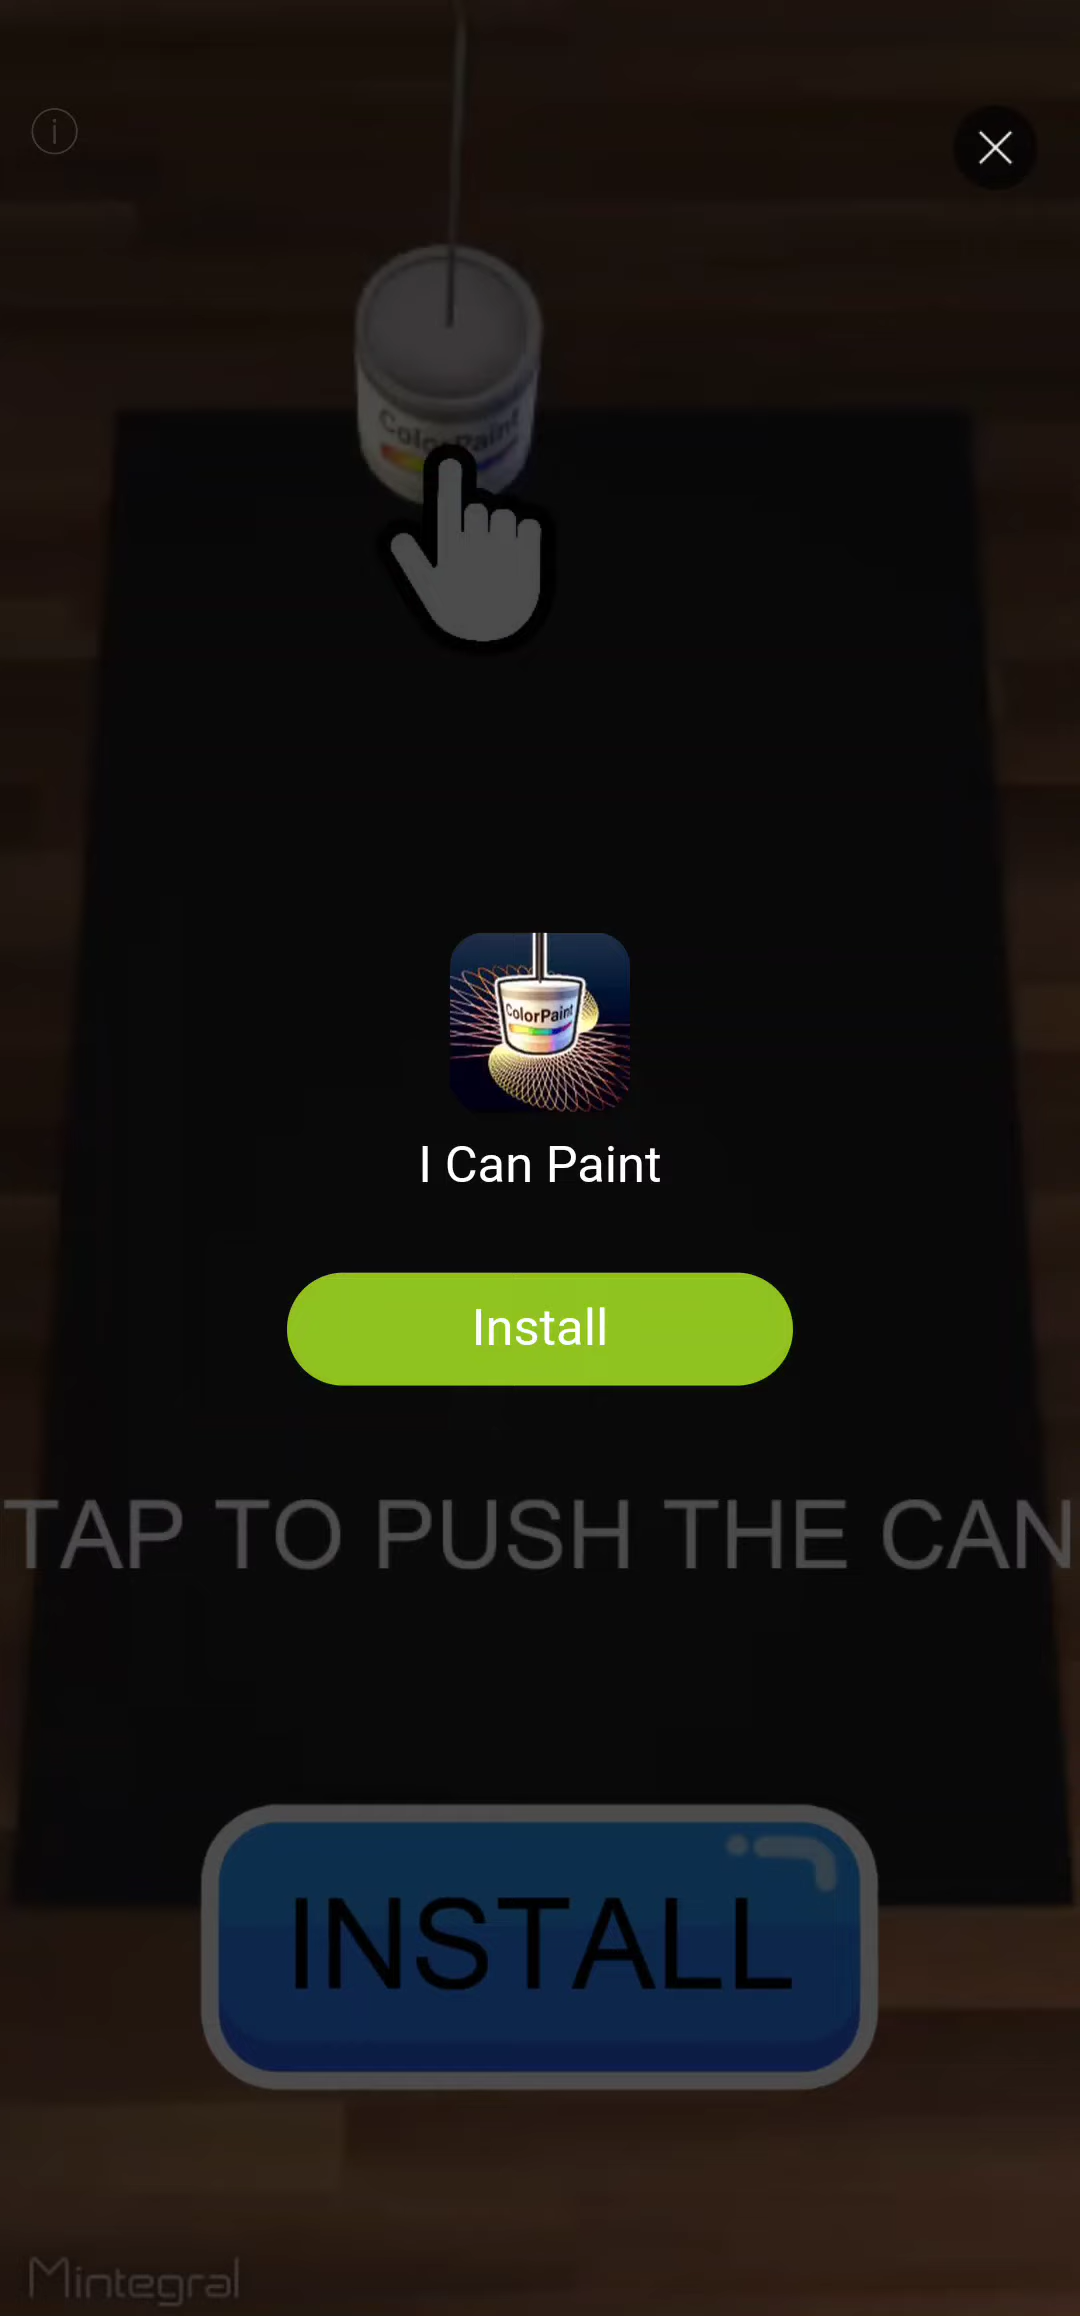 ColorPaint
ColorPaint
I Can Paint
Install
TAP TO PUSH THE CAN
INSTALL
Mintegral